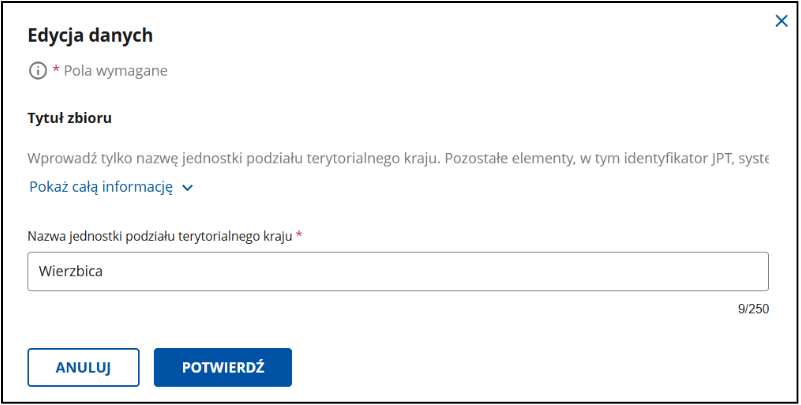 Edycja danych
* Pola wymagane
Tytuł zbioru
Wprowadź tylko nazwę jednostki podziału terytorialnego kraju. Pozostałe elementy, w tym identyfikator JPT, syste
Pokaż całą informację
Nazwa jednostki podziału terytorialnego kraju *
Wierzbica
9/250
ANULUJ POTWIERDŹ